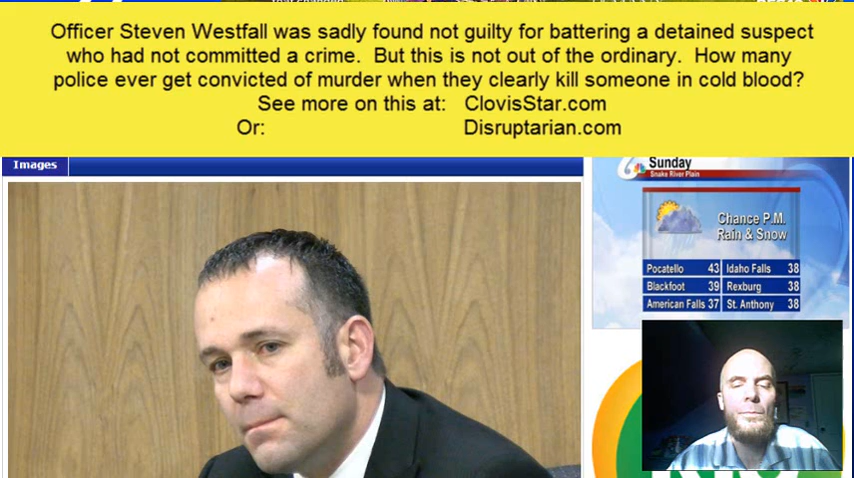 Officer Steven Westfall was sadly found not guilty for battering a detained suspect
who had not committed a crime.  But this is not out of the ordinary.  How many
police ever get convicted of murder when they clearly kill someone in cold blood?
See more on this at:   ClovisStar.com
Or:   Disruptarian.com
Images
6
Sunday
Snake River Plain
Chance P.M.
Rain & Snow
Pocatello 43 Idaho Falls 38
Blackfoot 39 Rexburg 38
American Falls 37 St. Anthony 38